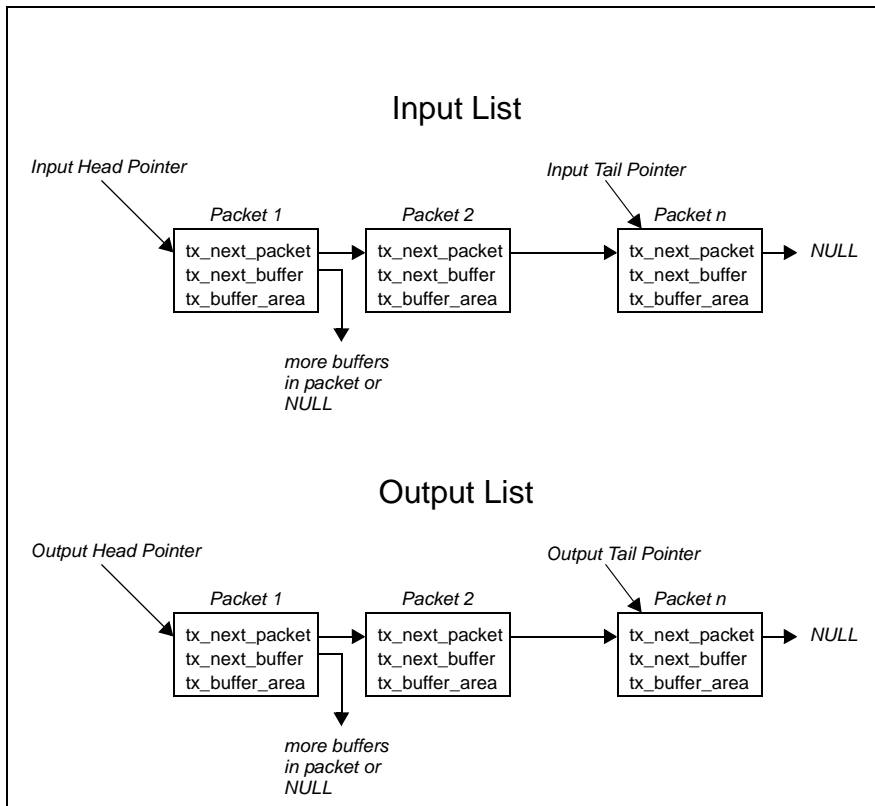 Input List
Input Head Pointer
Input Tail Pointer
Packet 1
Packet 2
Packet n
tx_next_packet
tx_next_buffer
tx_buffer_area
tx_next_packet
tx_next_buffer
tx_buffer_area
tx_next_packet
tx_next_buffer
tx_buffer_area
NULL
more buffers
in packet or
NULL
Output List
Output Head Pointer
Output Tail Pointer
Packet 1
Packet 2
Packet n
tx_next_packet
tx_next_buffer
tx_buffer_area
tx_next_packet
tx_next_buffer
tx_buffer_area
tx_next_packet
tx_next_buffer
tx_buffer_area
NULL
more buffers
in packet or
NULL